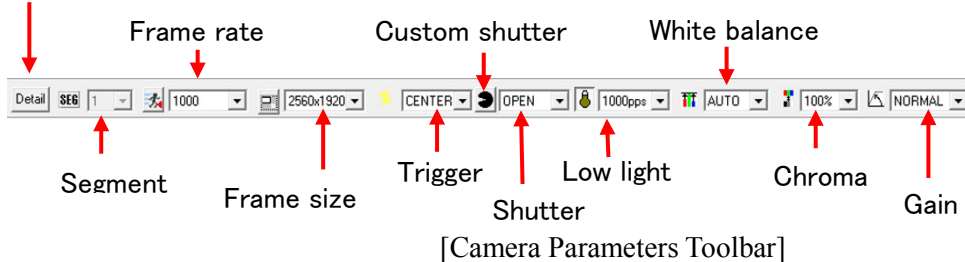 Frame rate Custom shutter White balance
Detail SEG 1 1000 2560x1920 CENTER OPEN 1000pps AUTO 100% NORMAL
Segment Frame size Trigger Shutter Low light Chroma Gain
[Camera Parameters Toolbar]